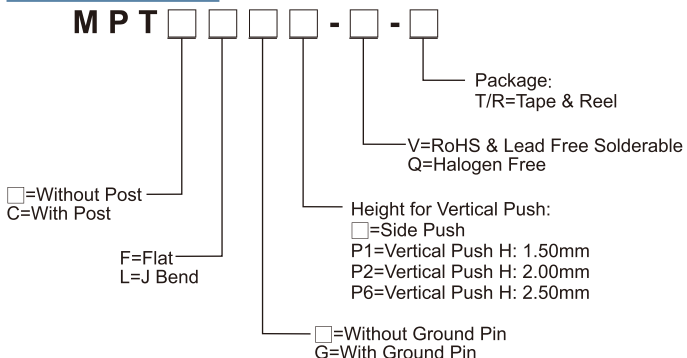 MPT□□□□-□-□
Package:
T/R=Tape & Reel
V=RoHS & Lead Free Solderable
Q=Halogen Free
□=Without Post
C=With Post
Height for Vertical Push:
□=Side Push
P1=Vertical Push H: 1.50mm
P2=Vertical Push H: 2.00mm
P6=Vertical Push H: 2.50mm
F=Flat
L=J Bend
□=Without Ground Pin
G=With Ground Pin